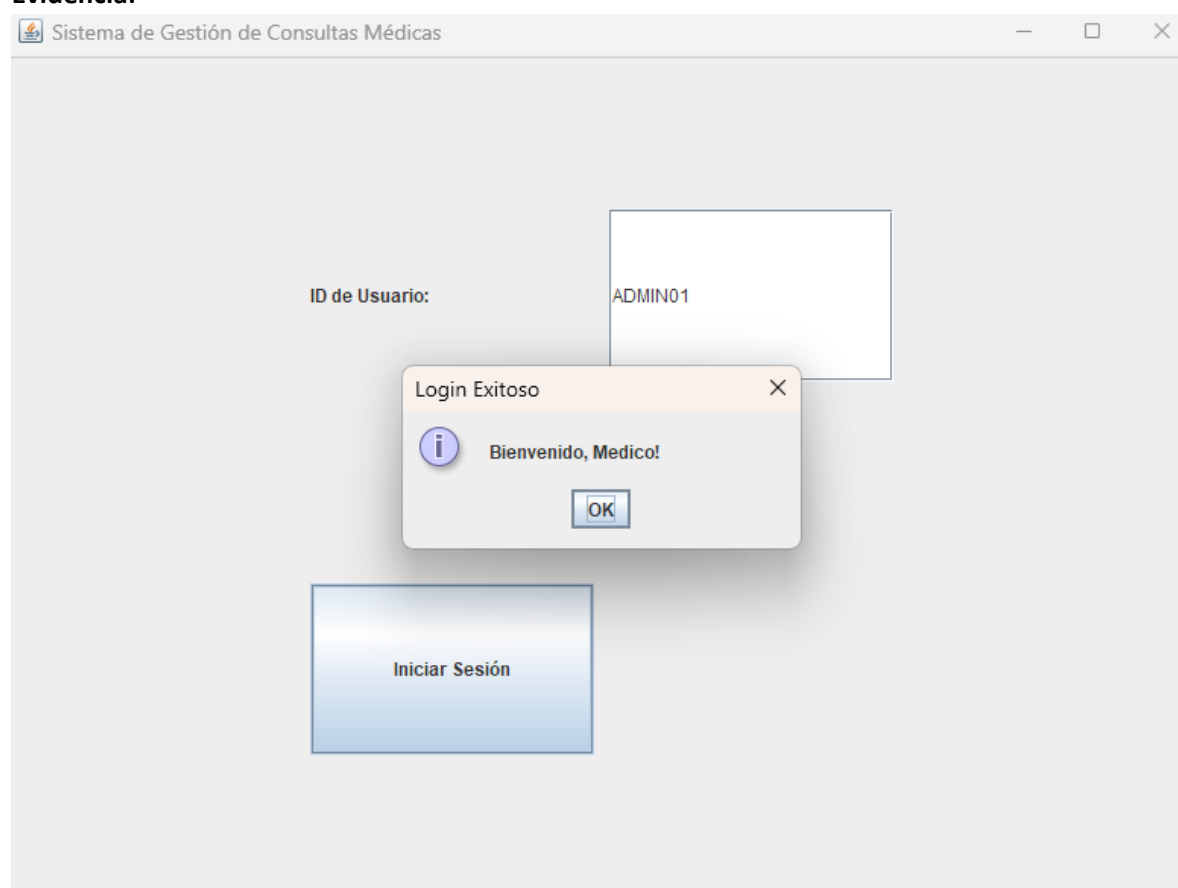 Evidencia:
Sistema de Gestión de Consultas Médicas
ID de Usuario:
ADMIN01
Login Exitoso
i
Bienvenido, Medico!
OK
Iniciar Sesión